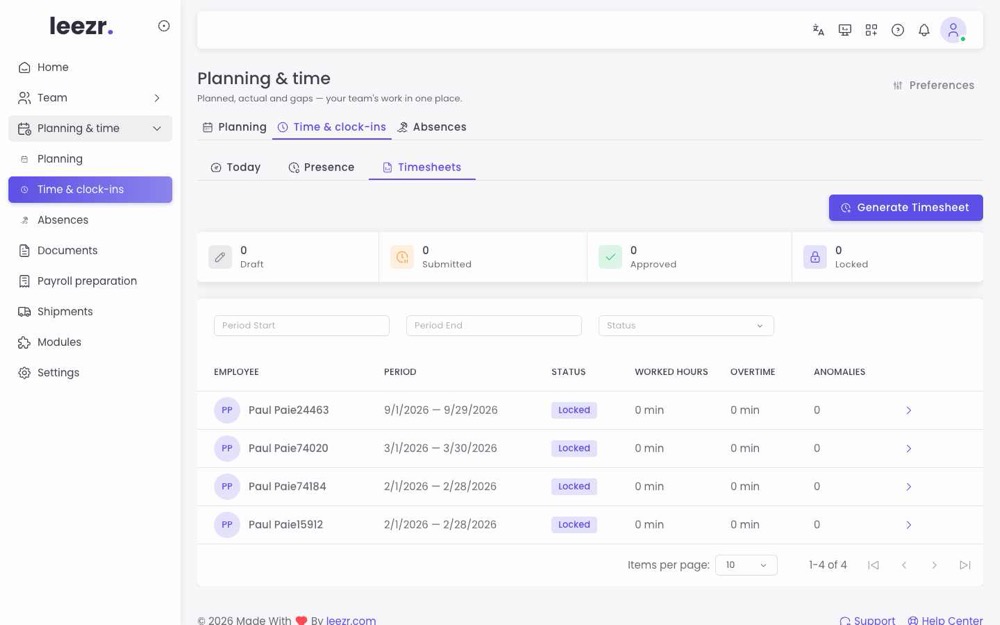 leezr.
Home
Team
Planning & time
Planning
Time & clock-ins
Absences
Documents
Payroll preparation
Shipments
Modules
Settings
Planning & time
Planned, actual and gaps — your team's work in one place.
Preferences
Planning
Time & clock-ins
Absences
Today
Presence
Timesheets
Generate Timesheet
0
Draft
0
Submitted
0
Approved
0
Locked
Period Start
Period End
Status
EMPLOYEE PERIOD STATUS WORKED HOURS OVERTIME ANOMALIES
PP Paul Paie24463 9/1/2026 — 9/29/2026 Locked 0 min 0 min 0
PP Paul Paie74020 3/1/2026 — 3/30/2026 Locked 0 min 0 min 0
PP Paul Paie74184 2/1/2026 — 2/28/2026 Locked 0 min 0 min 0
PP Paul Paie15912 2/1/2026 — 2/28/2026 Locked 0 min 0 min 0
Items per page: 10 1-4 of 4
© 2026 Made With ❤️ By leezr.com
Support
Help Center